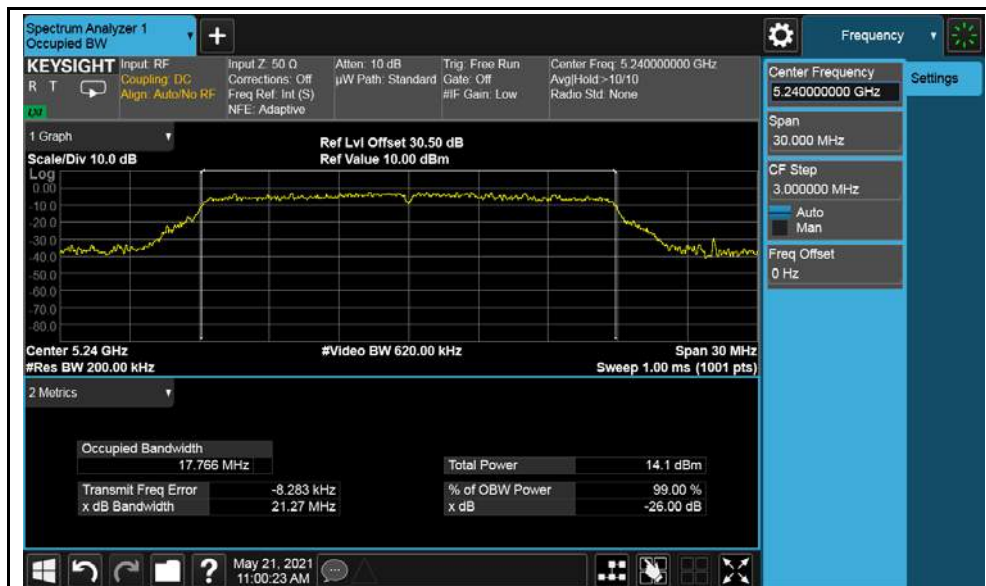 Spectrum Analyzer 1
Occupied BW
+
Frequency
KEYSIGHT
R T
LXI
Input: RF
Coupling: DC
Align: Auto/No RF
Input Z: 50 Ω
Corrections: Off
Freq Ref: Int (S)
NFE: Adaptive
Atten: 10 dB
µW Path: Standard
Trig: Free Run
Gate: Off
#IF Gain: Low
Center Freq: 5.240000000 GHz
Avg|Hold:>10/10
Radio Std: None
Center Frequency
5.240000000 GHz
Settings
Span
30.000 MHz
CF Step
3.000000 MHz
Auto
Man
Freq Offset
0 Hz
1 Graph
Scale/Div 10.0 dB
Ref Lvl Offset 30.50 dB
Ref Value 10.00 dBm
Log
0.00
-10.0
-20.0
-30.0
-40.0
-50.0
-60.0
-70.0
-80.0
Center 5.24 GHz
#Video BW 620.00 kHz
Span 30 MHz
#Res BW 200.00 kHz
Sweep 1.00 ms (1001 pts)
2 Metrics
Occupied Bandwidth
17.766 MHz
Total Power 14.1 dBm
Transmit Freq Error -8.283 kHz
% of OBW Power 99.00 %
x dB Bandwidth 21.27 MHz
x dB -26.00 dB
?
May 21, 2021
11:00:23 AM